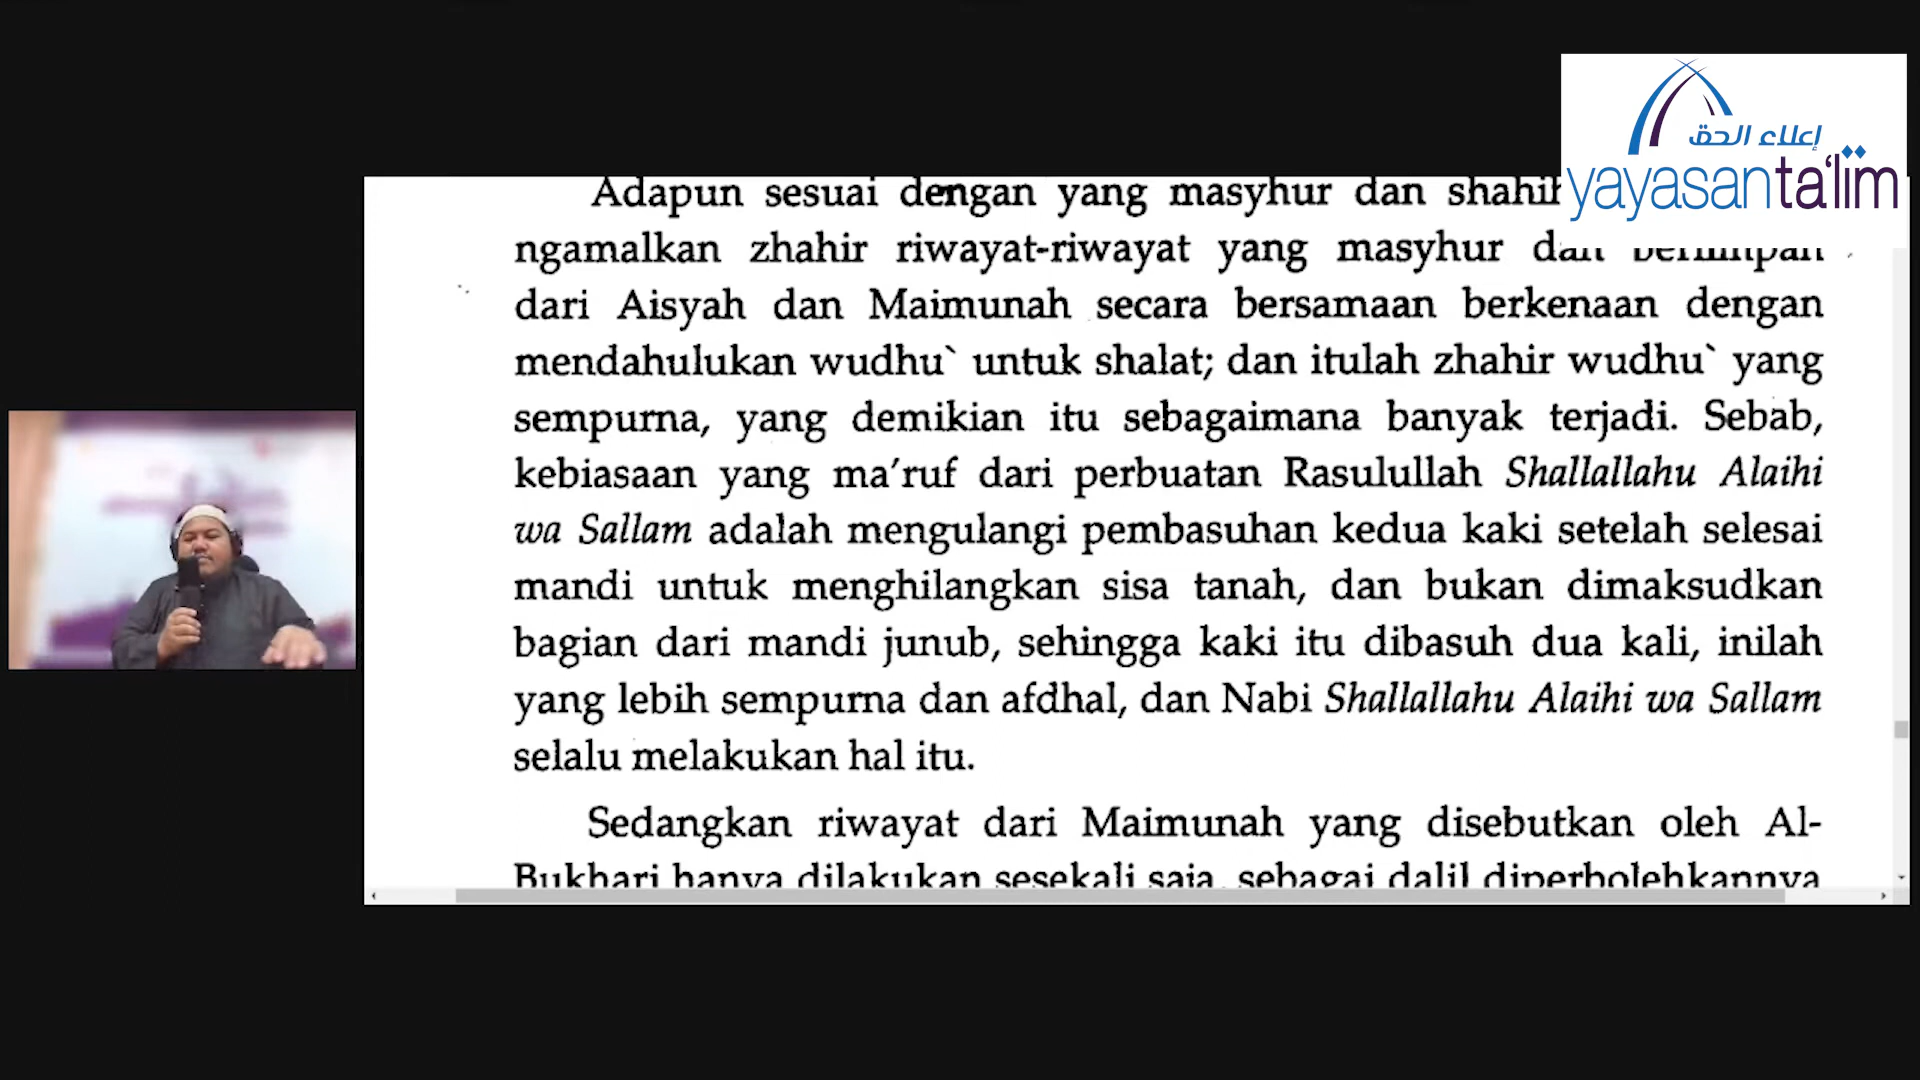 إعلاء الحق
yayasanta'lim
Adapun sesuai dengan yang masyhur dan shahih
ngamalkan zhahir riwayat-riwayat yang masyhur dan
dari Aisyah dan Maimunah secara bersamaan berkenaan dengan
mendahulukan wudhu` untuk shalat; dan itulah zhahir wudhu` yang
sempurna, yang demikian itu sebagaimana banyak terjadi. Sebab,
kebiasaan yang ma'ruf dari perbuatan Rasulullah Shallallahu Alaihi
wa Sallam adalah mengulangi pembasuhan kedua kaki setelah selesai
mandi untuk menghilangkan sisa tanah, dan bukan dimaksudkan
bagian dari mandi junub, sehingga kaki itu dibasuh dua kali, inilah
yang lebih sempurna dan afdhal, dan Nabi Shallallahu Alaihi wa Sallam
selalu melakukan hal itu.
Sedangkan riwayat dari Maimunah yang disebutkan oleh Al-
Bukhari hanya dilakukan sesekali saja, sebagai dalil diperbolehkannya